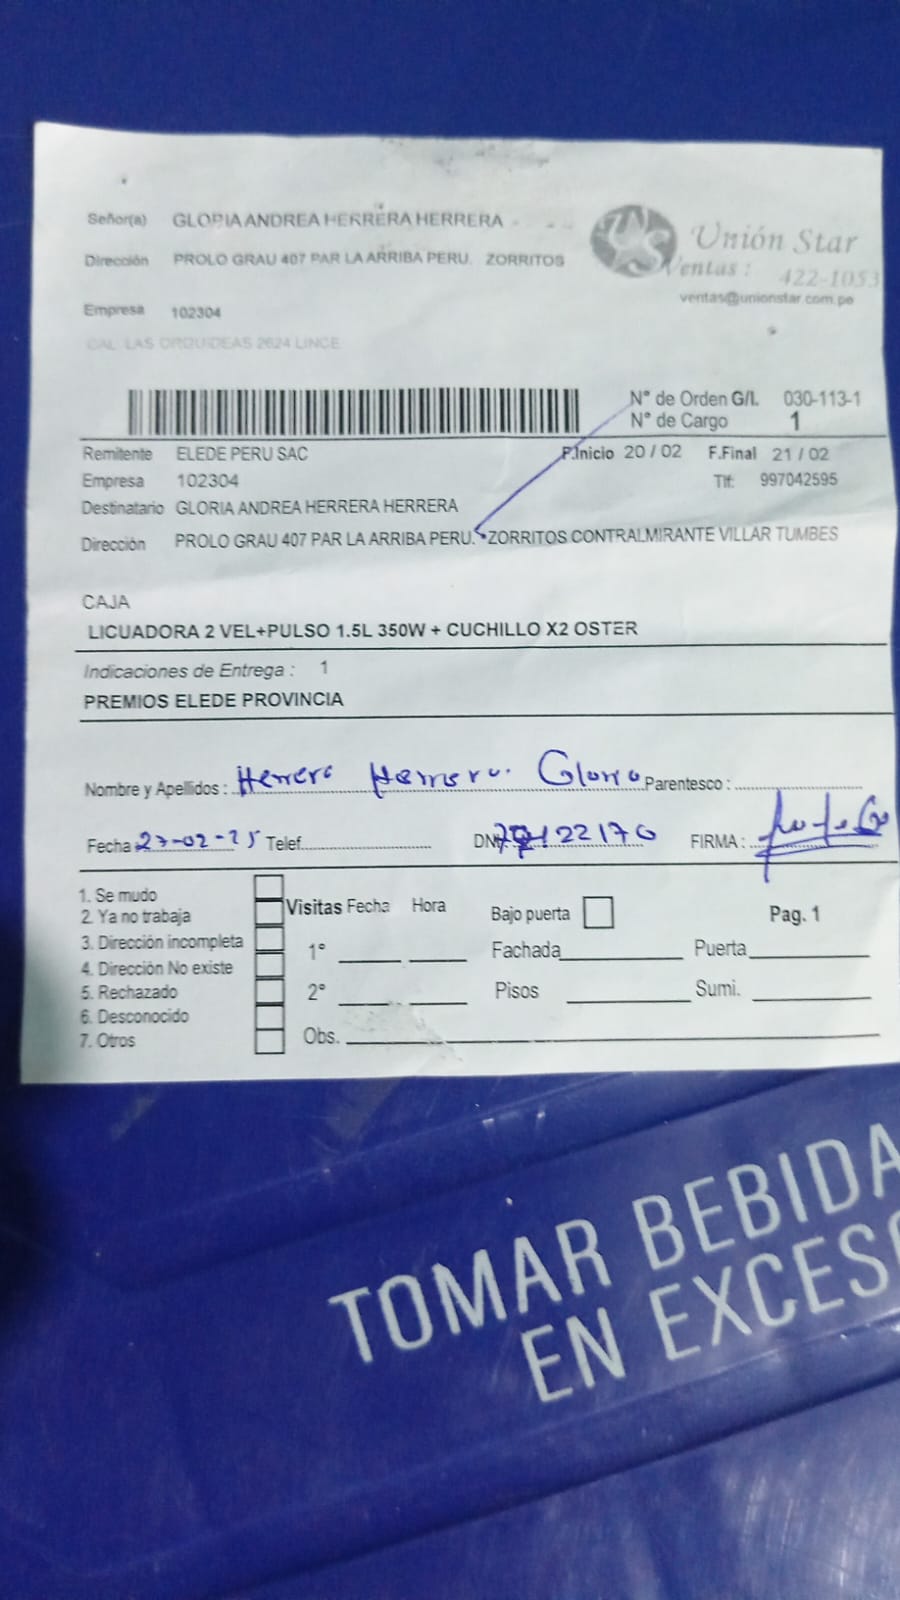 Señor(a) GLORIA ANDREA HERRERA HERRERA
Dirección PROLO GRAU 407 PAR LA ARRIBA PERU. ZORRITOS
Empresa 102304
CAL. LAS ORQUIDEAS 2624 LINCE
Unión Star
Ventas : 422-1053
ventas@unionstar.com.pe
N° de Orden G/I. 030-113-1
N° de Cargo 1
Remitente ELEDE PERU SAC F.Inicio 20 / 02 F.Final 21 / 02
Empresa 102304 Tlf: 997042595
Destinatario GLORIA ANDREA HERRERA HERRERA
Dirección PROLO GRAU 407 PAR LA ARRIBA PERU. ZORRITOS CONTRALMIRANTE VILLAR TUMBES
CAJA
LICUADORA 2 VEL+PULSO 1.5L 350W + CUCHILLO X2 OSTER
Indicaciones de Entrega : 1
PREMIOS ELEDE PROVINCIA
Nombre y Apellidos : Herrera Herrera Gloria Parentesco :
Fecha 27-02-25 Telef. DNI FIRMA :
1. Se mudo
2. Ya no trabaja
3. Dirección incompleta
4. Dirección No existe
5. Rechazado
6. Desconocido
7. Otros
Visitas Fecha Hora
1°
2°
Obs.
Bajo puerta Pag. 1
Fachada Puerta
Pisos Sumi.
TOMAR BEBIDA
EN EXCES